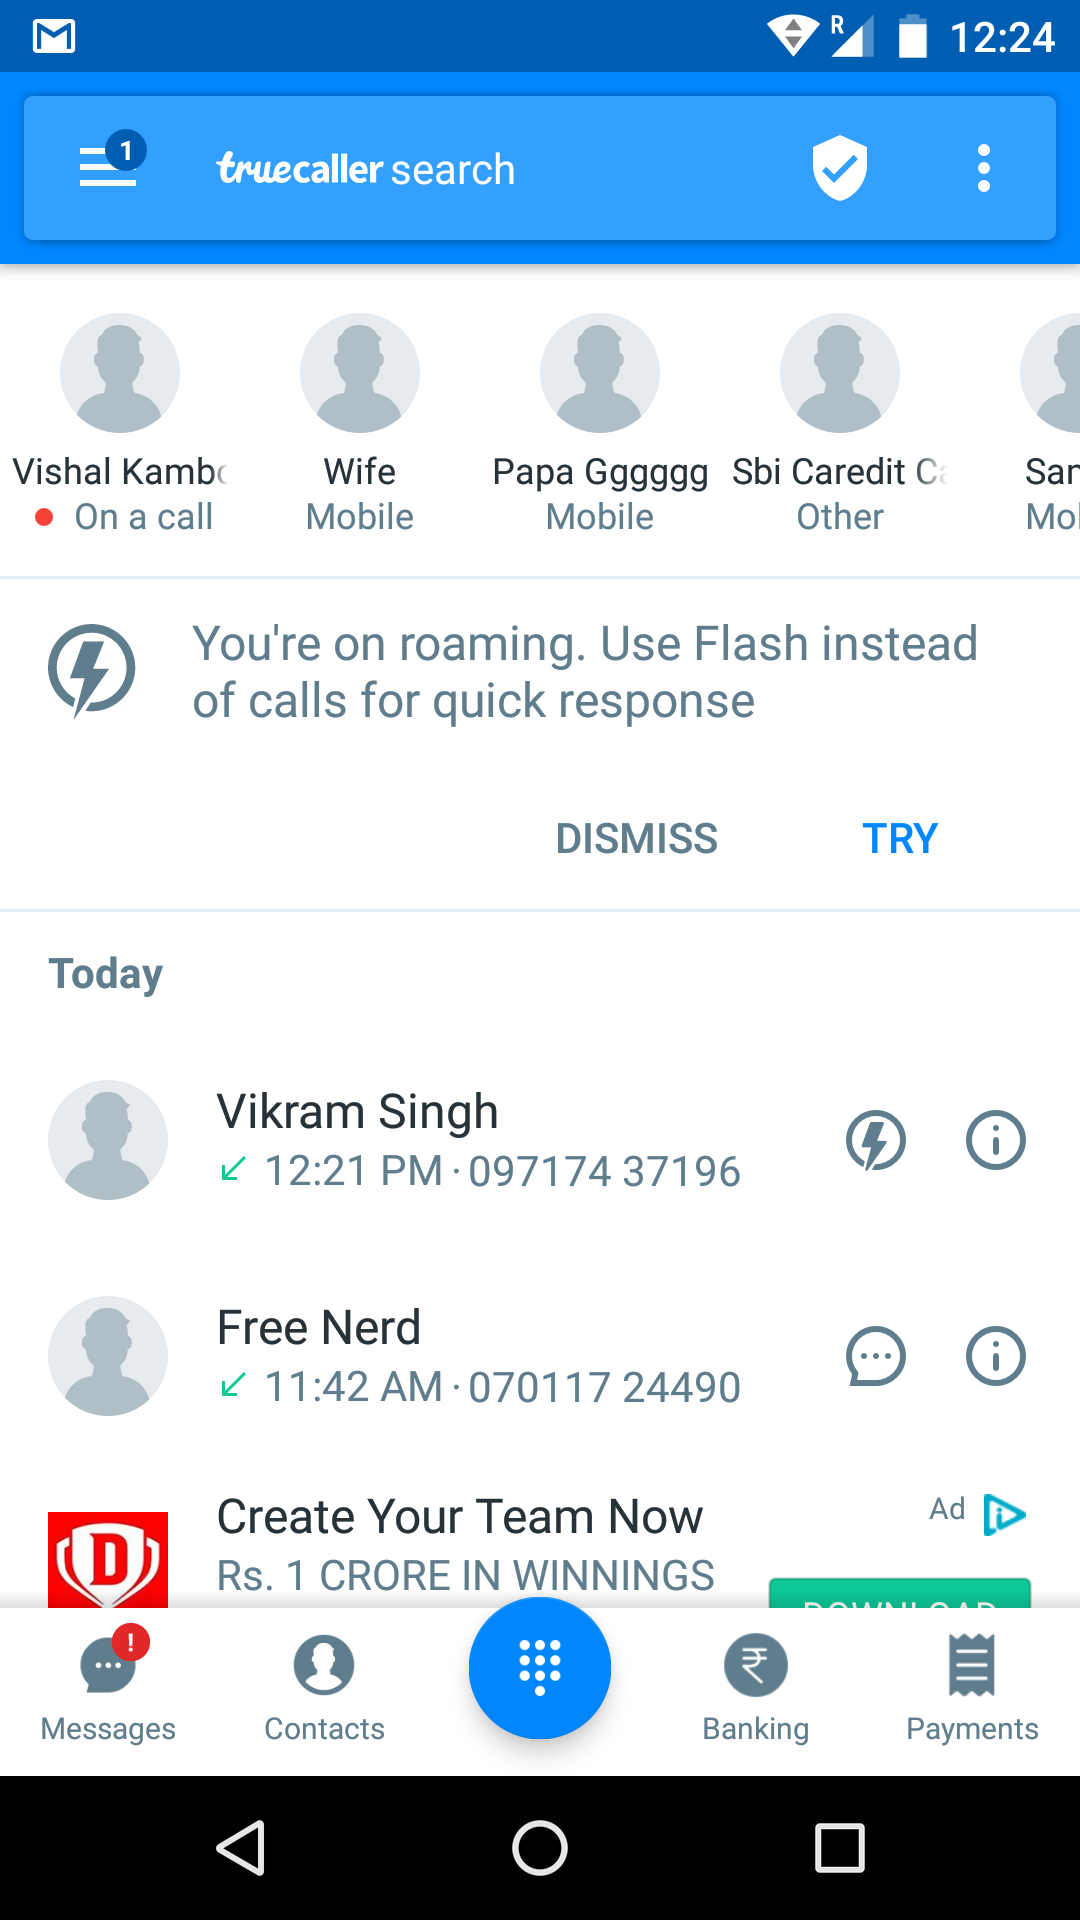 R 12:24
1 truecaller search
Vishal Kambo Wife Papa Gggggg Sbi Caredit Ca San
On a call Mobile Mobile Other Mol
You're on roaming. Use Flash instead
of calls for quick response
DISMISS TRY
Today
Vikram Singh
12:21 PM · 097174 37196
Free Nerd
11:42 AM · 070117 24490
Create Your Team Now Ad
D Rs. 1 CRORE IN WINNINGS
DOWNLOAD
! ₹
Messages Contacts Banking Payments